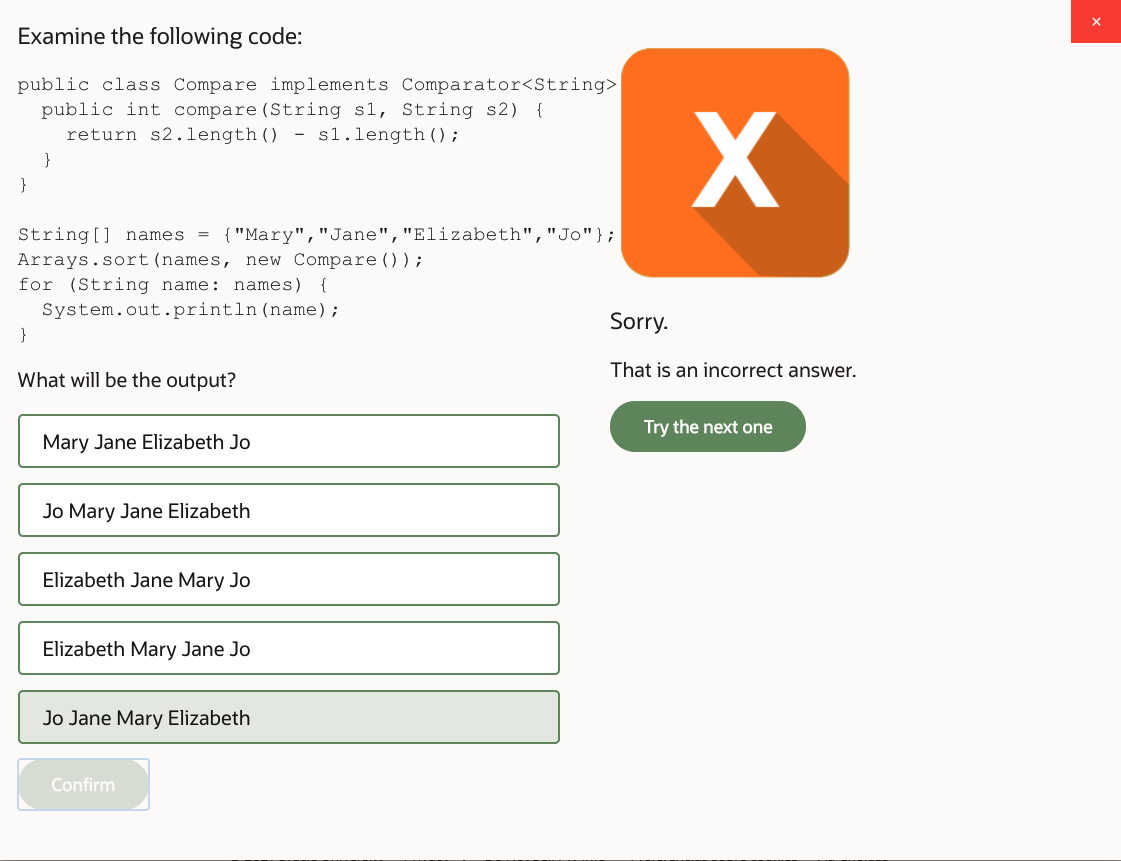 Examine the following code:
public class Compare implements Comparator<String>
  public int compare(String s1, String s2) {
    return s2.length() - s1.length();
  }
}
String[] names = {"Mary","Jane","Elizabeth","Jo"};
Arrays.sort(names, new Compare());
for (String name: names) {
  System.out.println(name);
}
What will be the output?
Mary Jane Elizabeth Jo
Jo Mary Jane Elizabeth
Elizabeth Jane Mary Jo
Elizabeth Mary Jane Jo
Jo Jane Mary Elizabeth
Confirm
×
X
Sorry.
That is an incorrect answer.
Try the next one